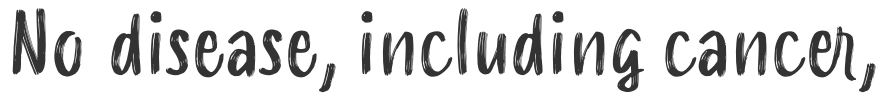 No disease, including cancer,